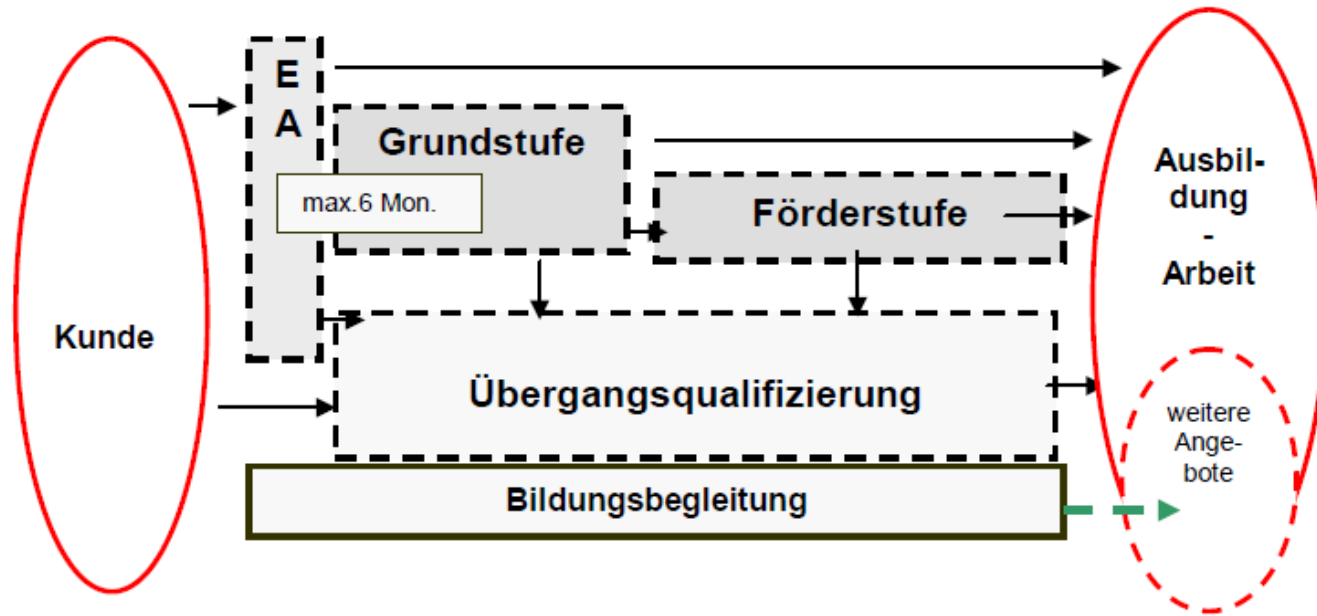 E
A
Grundstufe
max.6 Mon.
Förderstufe
Ausbil-
dung
-
Arbeit
Kunde
Übergangsqualifizierung
weitere
Ange-
bote
Bildungsbegleitung